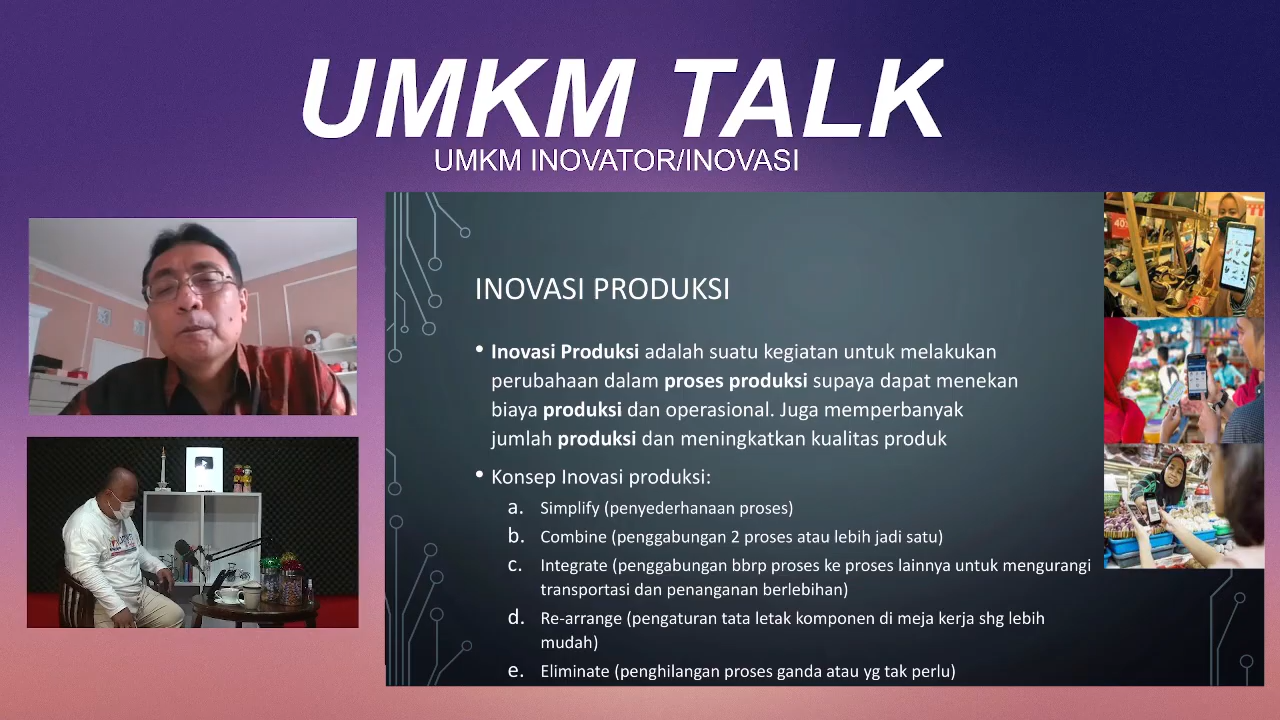 UMKM TALK
UMKM INOVATOR/INOVASI
INOVASI PRODUKSI
• Inovasi Produksi adalah suatu kegiatan untuk melakukan
perubahaan dalam proses produksi supaya dapat menekan
biaya produksi dan operasional. Juga memperbanyak
jumlah produksi dan meningkatkan kualitas produk
• Konsep Inovasi produksi:
a. Simplify (penyederhanaan proses)
b. Combine (penggabungan 2 proses atau lebih jadi satu)
c. Integrate (penggabungan bbrp proses ke proses lainnya untuk mengurangi
transportasi dan penanganan berlebihan)
d. Re-arrange (pengaturan tata letak komponen di meja kerja shg lebih
mudah)
e. Eliminate (penghilangan proses ganda atau yg tak perlu)